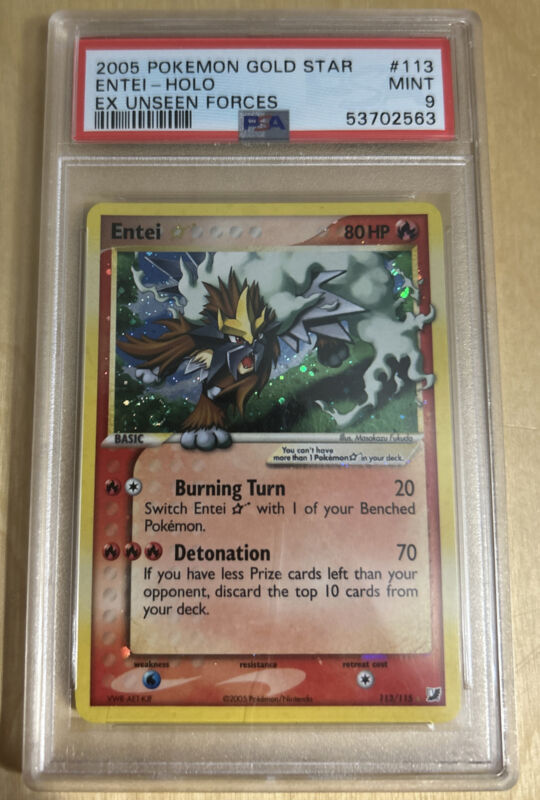 2005 POKEMON GOLD STAR #113
ENTEI - HOLO MINT
EX UNSEEN FORCES 9
PSA 53702563
Entei 80 HP
BASIC Illus. Masakazu Fukuda
You can't have
more than 1 Pokémon ☆ in your deck.
Burning Turn 20
Switch Entei ☆ with 1 of your Benched
Pokémon.
Detonation 70
If you have less Prize cards left than your
opponent, discard the top 10 cards from
your deck.
weakness resistance retreat cost
©2005 Pokémon/Nintendo 113/115